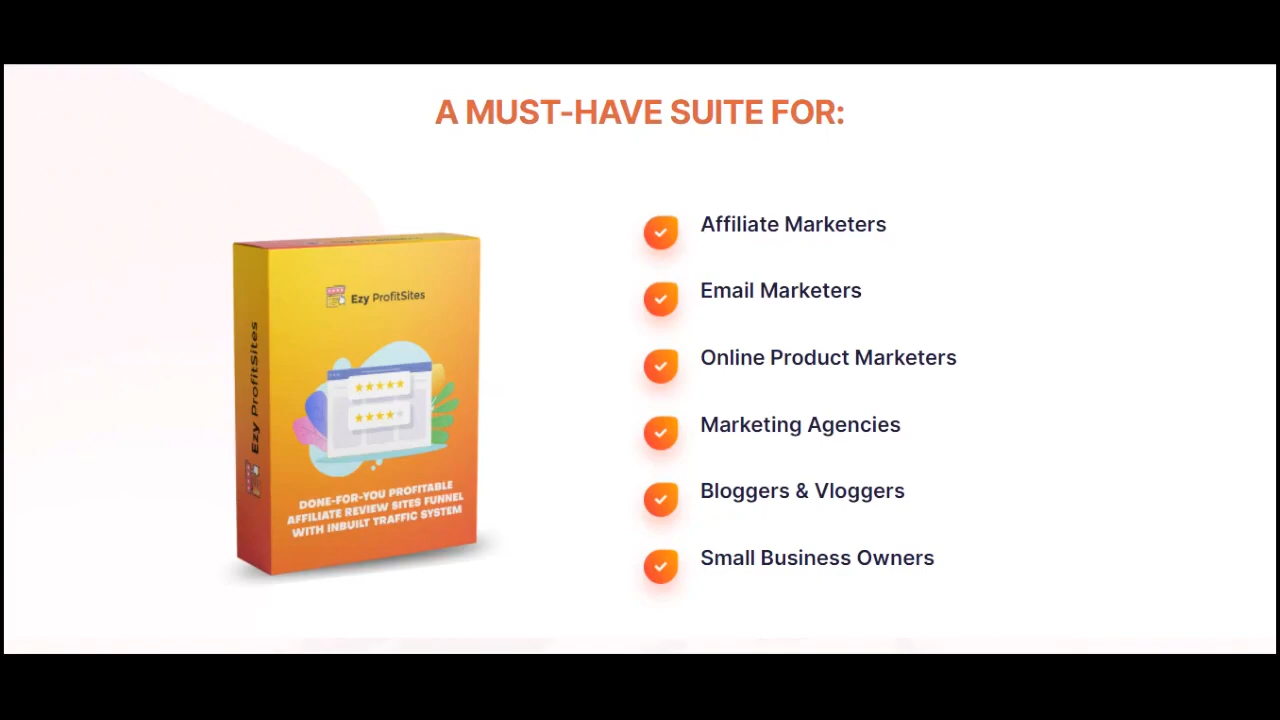 A MUST-HAVE SUITE FOR:
Ezy ProfitSites
Ezy ProfitSites
DONE-FOR-YOU PROFITABLE
AFFILIATE REVIEW SITES FUNNEL
WITH INBUILT TRAFFIC SYSTEM
Affiliate Marketers
Email Marketers
Online Product Marketers
Marketing Agencies
Bloggers & Vloggers
Small Business Owners